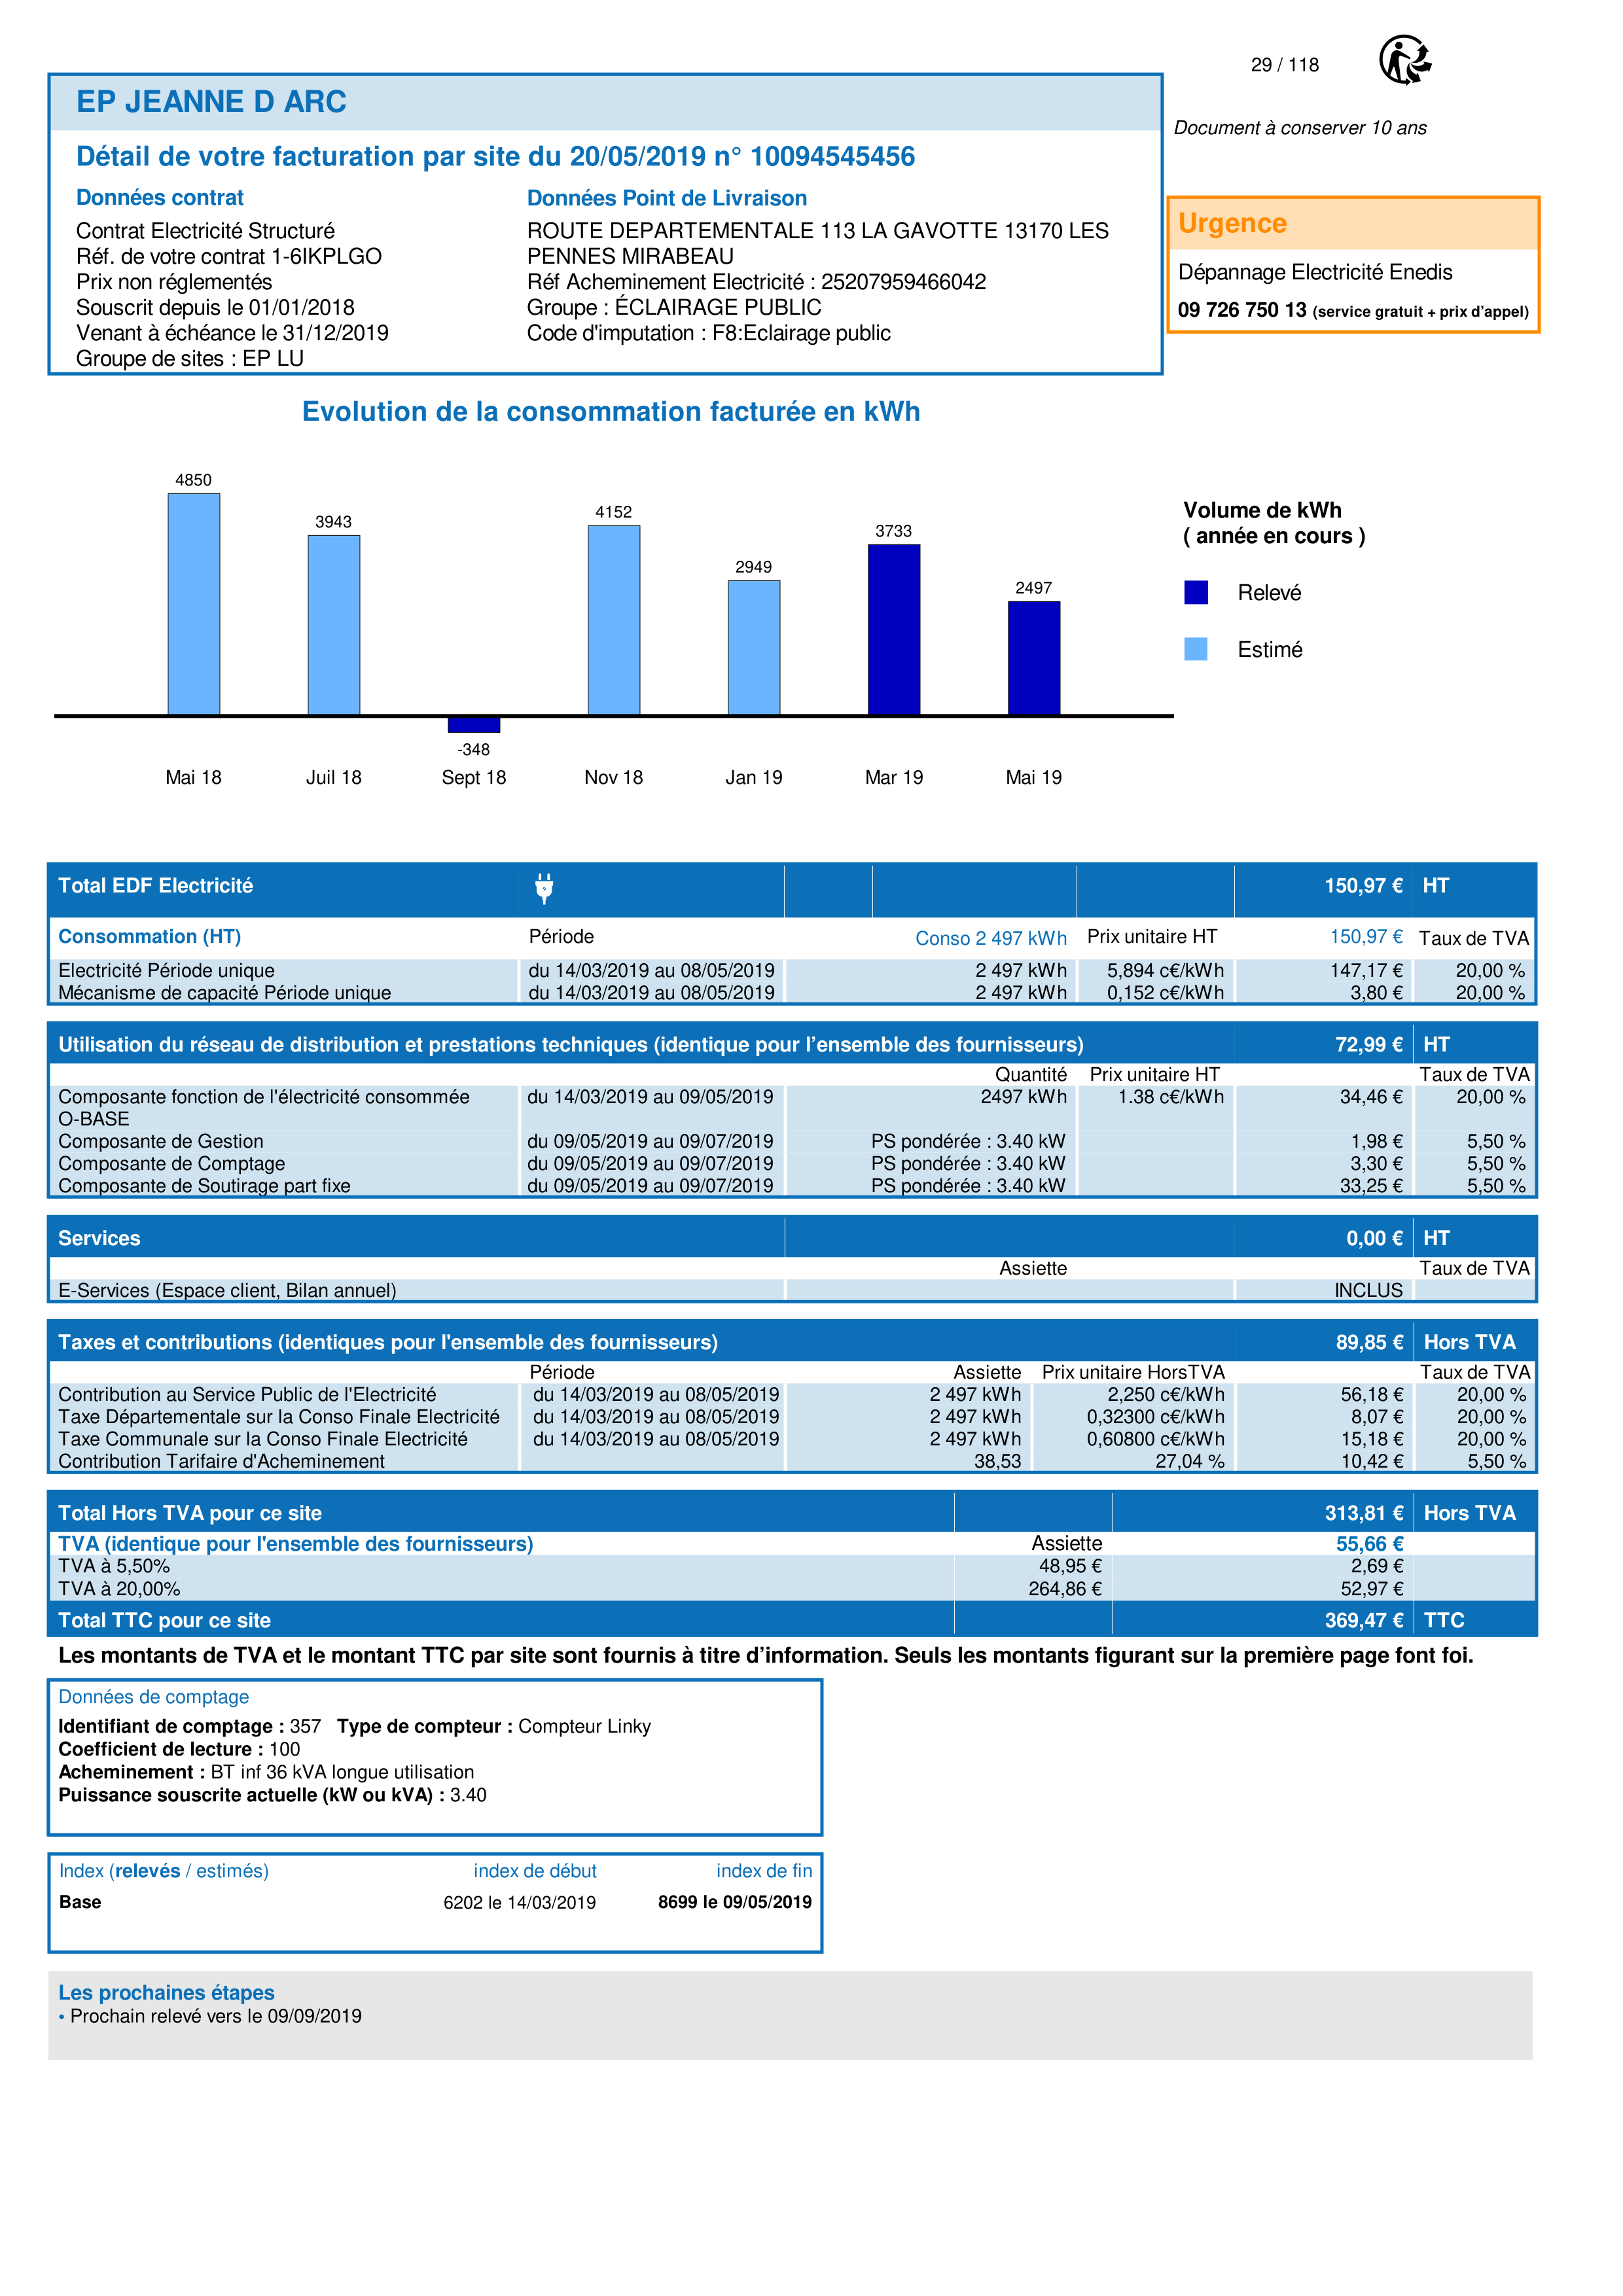 29 / 118
EP JEANNE D ARC
Document à conserver 10 ans
Détail de votre facturation par site du 20/05/2019 n° 10094545456
Données contrat
Contrat Electricité Structuré
Réf. de votre contrat 1-6IKPLGO
Prix non réglementés
Souscrit depuis le 01/01/2018
Venant à échéance le 31/12/2019
Groupe de sites : EP LU
Données Point de Livraison
ROUTE DEPARTEMENTALE 113 LA GAVOTTE 13170 LES
PENNES MIRABEAU
Réf Acheminement Electricité : 25207959466042
Groupe : ÉCLAIRAGE PUBLIC
Code d'imputation : F8:Eclairage public
Urgence
Dépannage Electricité Enedis
09 726 750 13 (service gratuit + prix d’appel)
Evolution de la consommation facturée en kWh
4850
3943
-348
4152
2949
3733
2497
Mai 18 Juil 18 Sept 18 Nov 18 Jan 19 Mar 19 Mai 19
Volume de kWh
( année en cours )
Relevé
Estimé
Total EDF Electricité 150,97 € HT
Consommation (HT) Période Conso 2 497 kWh Prix unitaire HT 150,97 € Taux de TVA
Electricité Période unique du 14/03/2019 au 08/05/2019 2 497 kWh 5,894 c€/kWh 147,17 € 20,00 %
Mécanisme de capacité Période unique du 14/03/2019 au 08/05/2019 2 497 kWh 0,152 c€/kWh 3,80 € 20,00 %
Utilisation du réseau de distribution et prestations techniques (identique pour l’ensemble des fournisseurs) 72,99 € HT
Quantité Prix unitaire HT Taux de TVA
Composante fonction de l'électricité consommée du 14/03/2019 au 09/05/2019 2497 kWh 1.38 c€/kWh 34,46 € 20,00 %
O-BASE
Composante de Gestion du 09/05/2019 au 09/07/2019 PS pondérée : 3.40 kW 1,98 € 5,50 %
Composante de Comptage du 09/05/2019 au 09/07/2019 PS pondérée : 3.40 kW 3,30 € 5,50 %
Composante de Soutirage part fixe du 09/05/2019 au 09/07/2019 PS pondérée : 3.40 kW 33,25 € 5,50 %
Services 0,00 € HT
Assiette Taux de TVA
E-Services (Espace client, Bilan annuel) INCLUS
Taxes et contributions (identiques pour l'ensemble des fournisseurs) 89,85 € Hors TVA
Période Assiette Prix unitaire HorsTVA Taux de TVA
Contribution au Service Public de l'Electricité du 14/03/2019 au 08/05/2019 2 497 kWh 2,250 c€/kWh 56,18 € 20,00 %
Taxe Départementale sur la Conso Finale Electricité du 14/03/2019 au 08/05/2019 2 497 kWh 0,32300 c€/kWh 8,07 € 20,00 %
Taxe Communale sur la Conso Finale Electricité du 14/03/2019 au 08/05/2019 2 497 kWh 0,60800 c€/kWh 15,18 € 20,00 %
Contribution Tarifaire d'Acheminement 38,53 27,04 % 10,42 € 5,50 %
Total Hors TVA pour ce site 313,81 € Hors TVA
TVA (identique pour l'ensemble des fournisseurs) Assiette 55,66 €
TVA à 5,50% 48,95 € 2,69 €
TVA à 20,00% 264,86 € 52,97 €
Total TTC pour ce site 369,47 € TTC
Les montants de TVA et le montant TTC par site sont fournis à titre d’information. Seuls les montants figurant sur la première page font foi.
Données de comptage
Identifiant de comptage : 357 Type de compteur : Compteur Linky
Coefficient de lecture : 100
Acheminement : BT inf 36 kVA longue utilisation
Puissance souscrite actuelle (kW ou kVA) : 3.40
Index (relevés / estimés) index de début index de fin
Base 6202 le 14/03/2019 8699 le 09/05/2019
Les prochaines étapes
• Prochain relevé vers le 09/09/2019